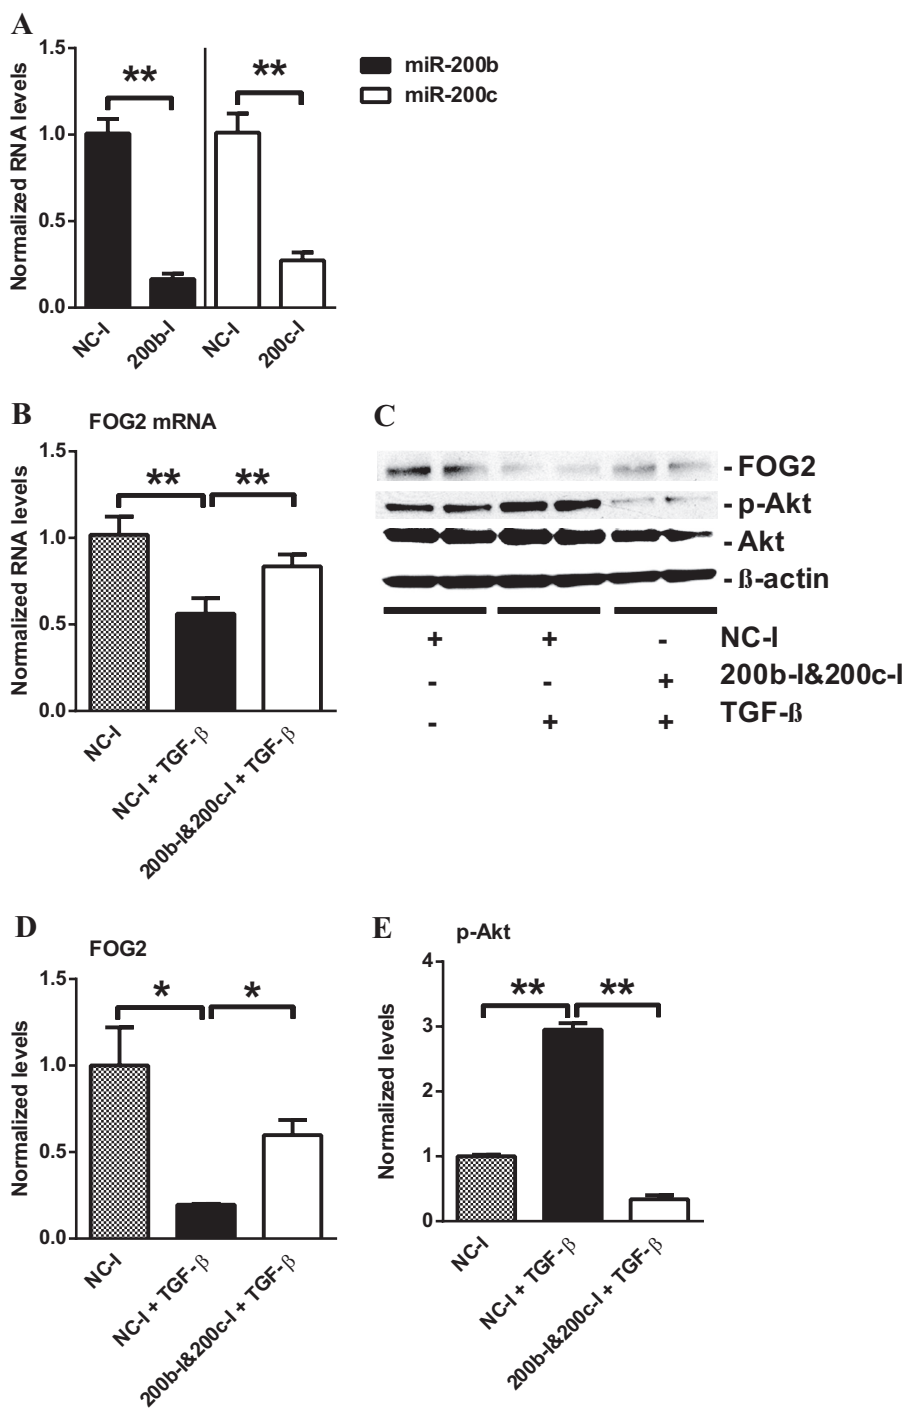 A
1.5
1.0
0.5
0.0
Normalized RNA levels
**
**
NC-I
200b-I
NC-I
200c-I
miR-200b
miR-200c
B
FOG2 mRNA
1.5
1.0
0.5
0.0
Normalized RNA levels
**
**
NC-I
NC-I + TGF-β
200b-I&200c-I + TGF-β
C
-FOG2
-p-Akt
-Akt
-ß-actin
+ + - NC-I
- - + 200b-I&200c-I
- + + TGF-ß
D
FOG2
1.5
1.0
0.5
0.0
Normalized levels
*
*
NC-I
NC-I + TGF-β
200b-I&200c-I + TGF-β
E
p-Akt
4
3
2
1
0
Normalized levels
**
**
NC-I
NC-I + TGF-β
200b-I&200c-I + TGF-β